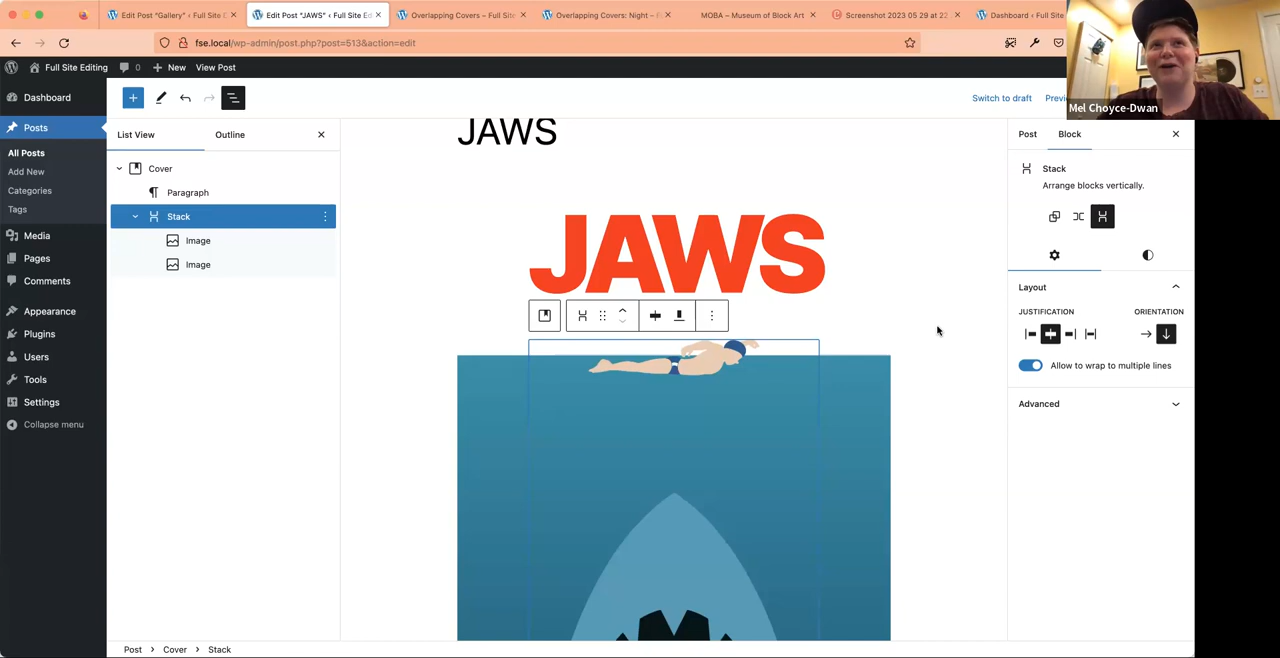 Edit Post "Gallery" ‹ Full Site E
Edit Post "JAWS" ‹ Full Site Ed
Overlapping Covers – Full Site
Overlapping Covers: Night –
MOBA – Museum of Block Art
Screenshot 2023 05 29 at 22
Dashboard ‹ Full Site
fse.local/wp-admin/post.php?post=513&action=edit
Full Site Editing
0
New
View Post
Mel Choyce-Dwan
Dashboard
Posts
All Posts
Add New
Categories
Tags
Media
Pages
Comments
Appearance
Plugins
Users
Tools
Settings
Collapse menu
Switch to draft
List View
Outline
Cover
Paragraph
Stack
Image
Image
JAWS
JAWS
Post
Block
Stack
Arrange blocks vertically.
Layout
JUSTIFICATION
ORIENTATION
Allow to wrap to multiple lines
Advanced
Post
Cover
Stack